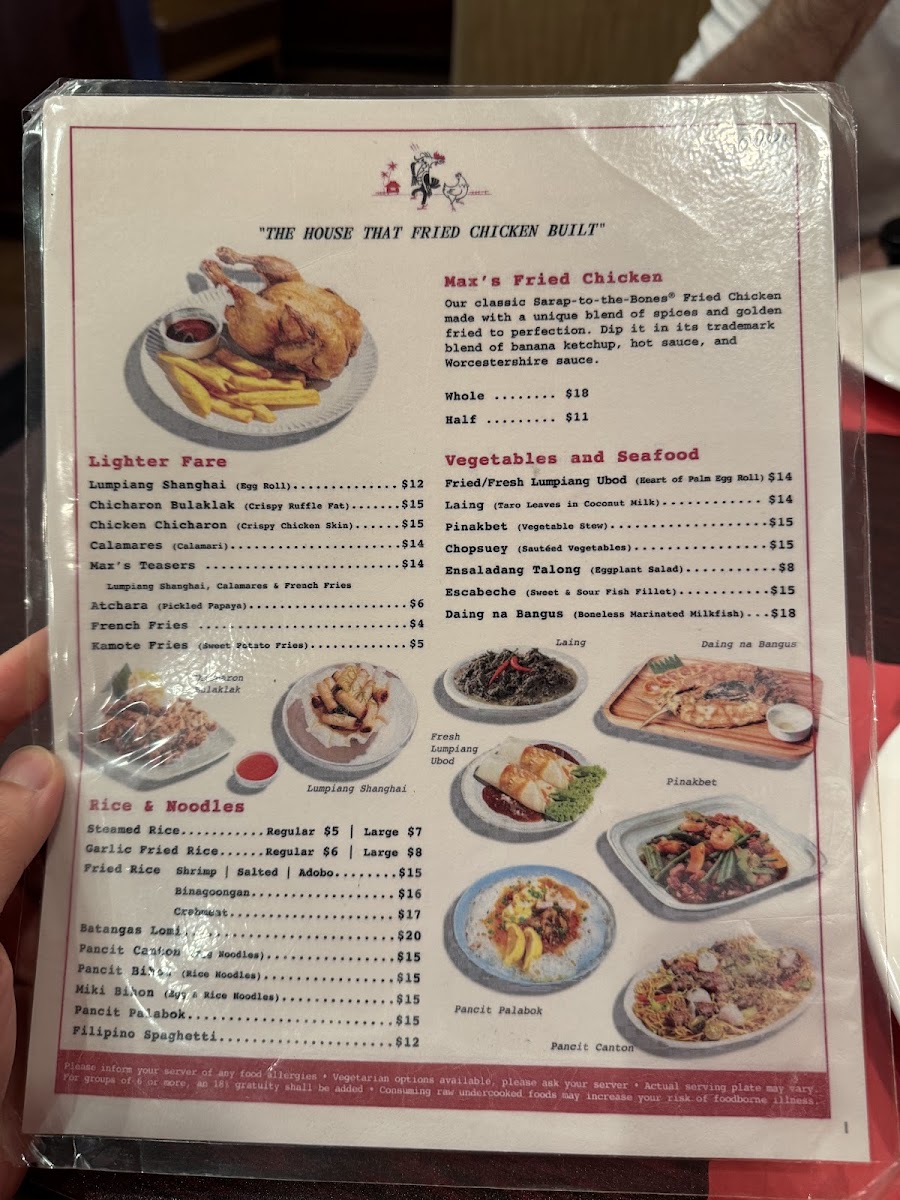 "THE HOUSE THAT FRIED CHICKEN BUILT"
Max's Fried Chicken
Our classic Sarap-to-the-Bones® Fried Chicken
made with a unique blend of spices and golden
fried to perfection. Dip it in its trademark
blend of banana ketchup, hot sauce, and
Worcestershire sauce.
Whole ........ $18
Half ......... $11
Lighter Fare
Lumpiang Shanghai (Egg Roll)..............$12
Chicharon Bulaklak (Crispy Ruffle Fat).......$15
Chicken Chicharon (Crispy Chicken Skin)......$15
Calamares (Calamari)........................$14
Max's Teasers ..........................$14
Lumpiang Shanghai, Calamares & French Fries
Atchara (Pickled Papaya).....................$6
French Fries ...........................$4
Kamote Fries (Sweet Potato Fries).............$5
Bulaklak
Lumpiang Shanghai
Vegetables and Seafood
Fried/Fresh Lumpiang Ubod (Heart of Palm Egg Roll) $14
Laing (Taro Leaves in Coconut Milk)............. $14
Pinakbet (Vegetable Stew).....................$15
Chopsuey (Sautéed Vegetables)..................$15
Ensaladang Talong (Eggplant Salad)...........$8
Escabeche (Sweet & Sour Fish Fillet)...........$15
Daing na Bangus (Boneless Marinated Milkfish)...$18
Laing
Daing na Bangus
Fresh
Lumpiang
Ubod
Pinakbet
Pancit Palabok
Pancit Canton
Rice & Noodles
Steamed Rice...........Regular $5 | Large $7
Garlic Fried Rice......Regular $6 | Large $8
Fried Rice Shrimp | Salted | Adobo........$15
Binagoongan..................$16
Crabmeat.....................$17
Batangas Lomi...........................$20
Pancit Canton (Egg Noodles)................$15
Pancit Bihon (Rice Noodles).................$15
Miki Bihon (Egg & Rice Noodles)...............$15
Pancit Palabok..........................$15
Filipino Spaghetti.....................$12
Please inform your server of any food allergies • Vegetarian options available, please ask your server • Actual serving plate may vary.
For groups of 6 or more, an 18% gratuity shall be added • Consuming raw undercooked foods may increase your risk of foodborne illness.
1